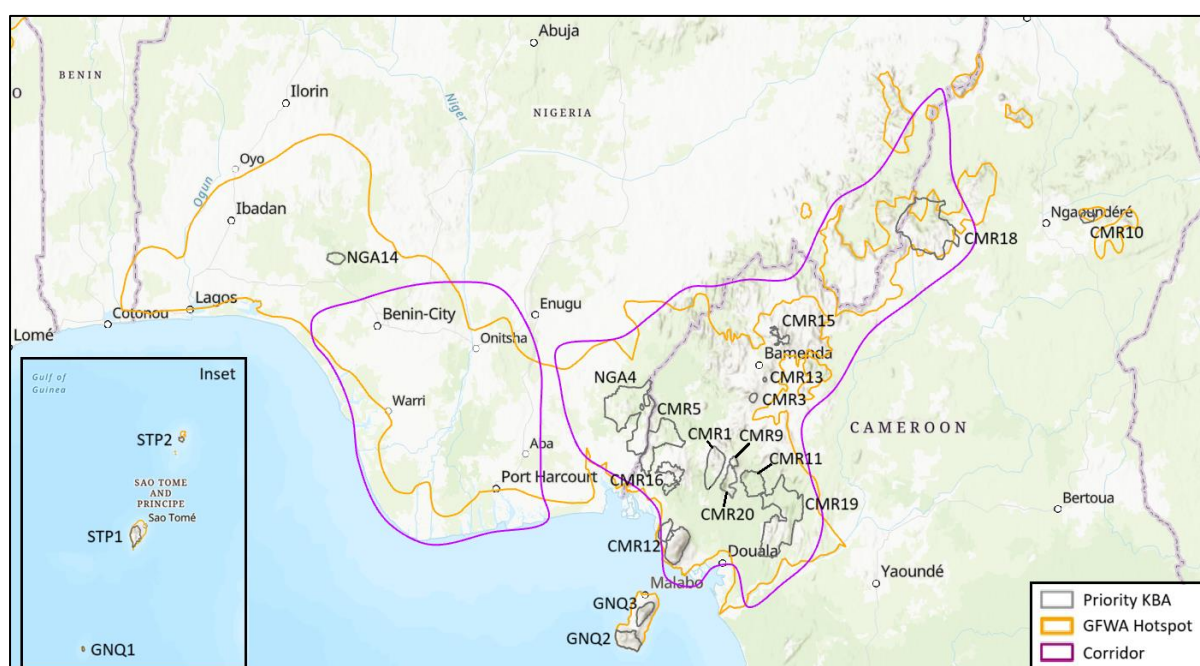 Abuja
BENIN
Ilorin
Niger
NIGERIA
Oyo
Ogun
Ibadan
Ngaoundéré
CMR10
CMR18
NGA14
Lagos
Cotonou
Lomé
Benin-City
Enugu
Onitsha
CMR15
Bamenda
CMR13
CMR3
NGA4
CMR5
CMR1
CMR9
CMR11
CAMEROON
Warri
Aba
Port Harcourt
CMR16
CMR20
CMR19
Bertoua
CMR12
Douala
Yaoundé
Malabo
GNQ3
GNQ2
Inset
Gulf of
Guinea
STP2
SAO TOME
AND
PRINCIPE
Sao Tomé
STP1
GNQ1
Priority KBA
GFWA Hotspot
Corridor